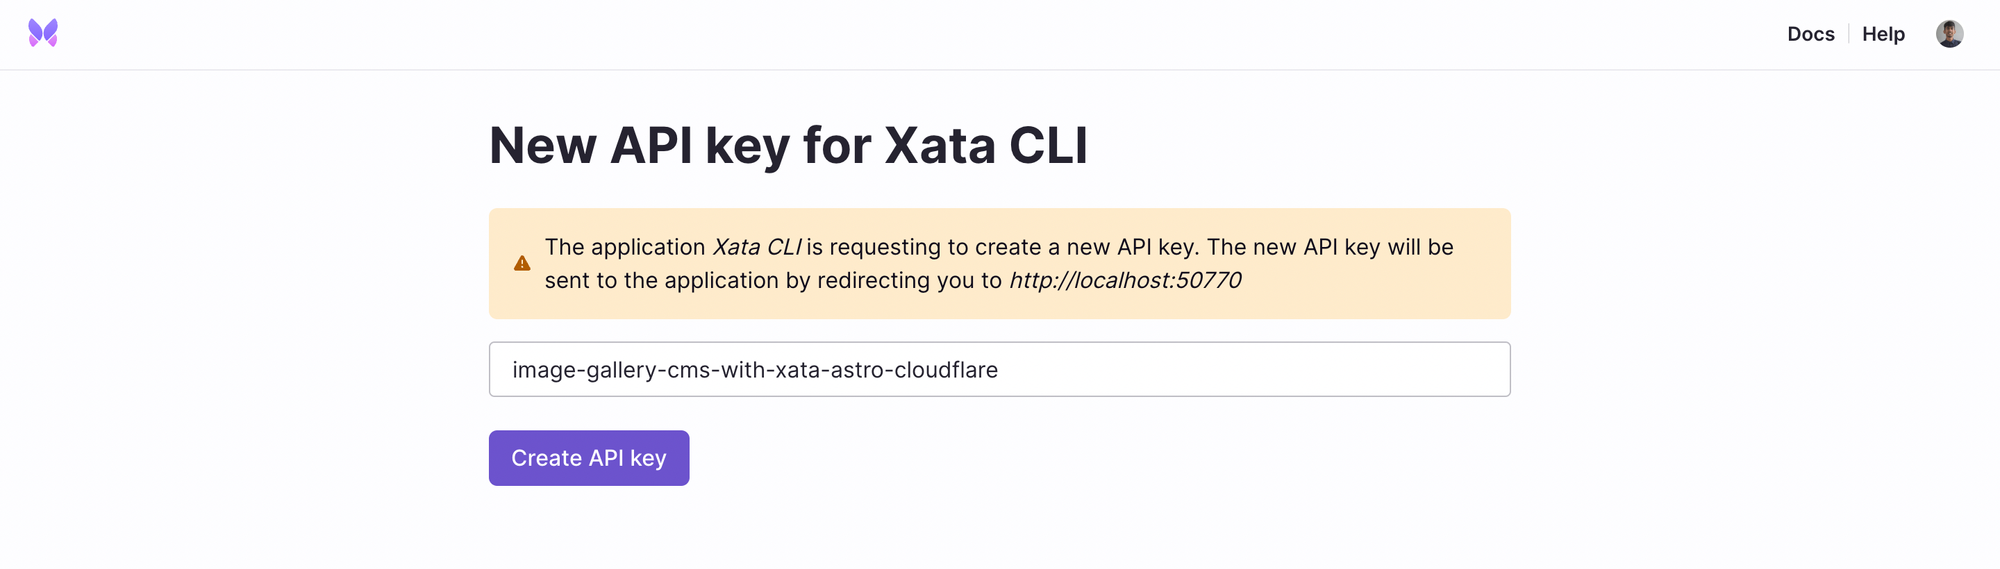 Docs
Help
New API key for Xata CLI
The application Xata CLI is requesting to create a new API key. The new API key will be
sent to the application by redirecting you to http://localhost:50770
image-gallery-cms-with-xata-astro-cloudflare
Create API key